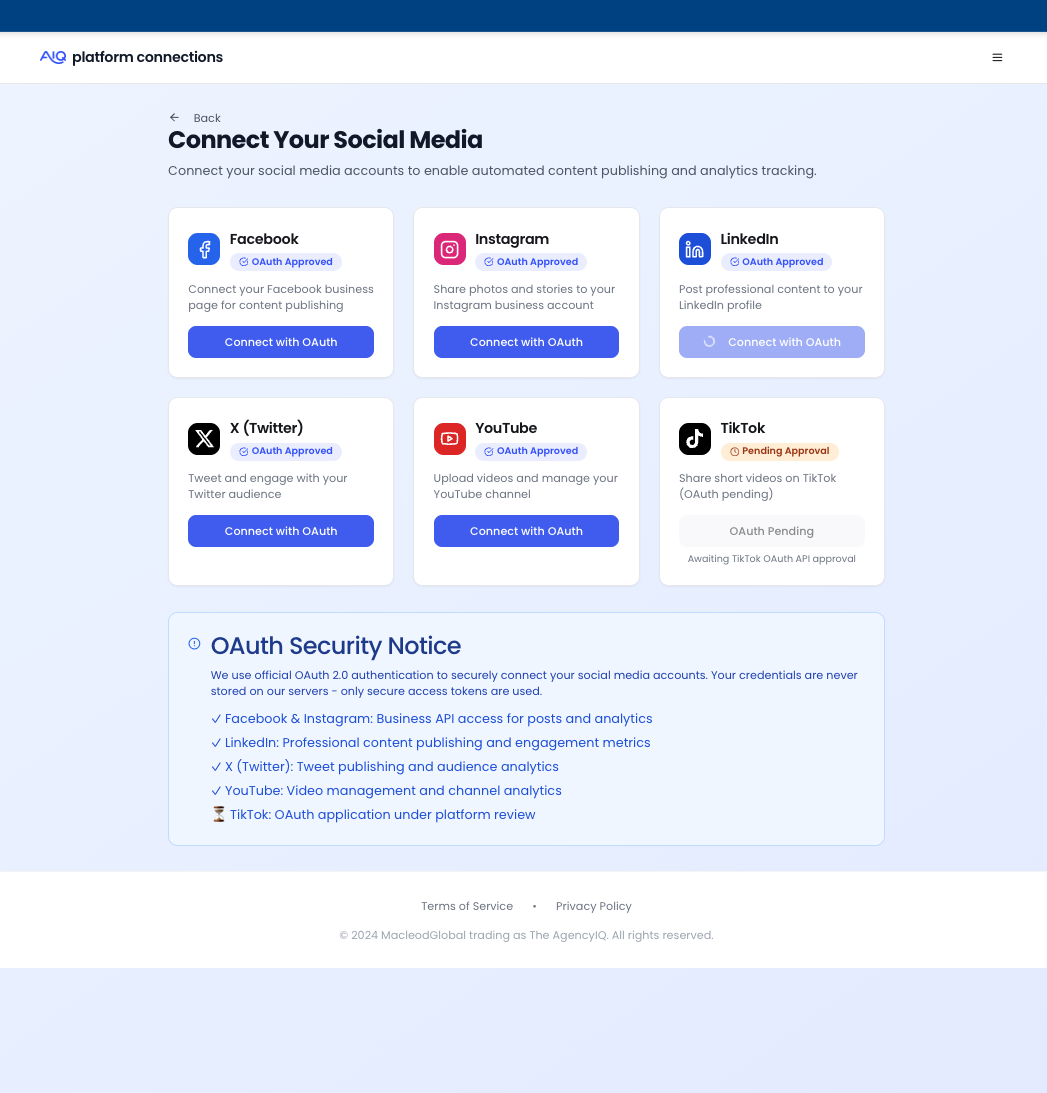 AIQ platform connections
Back
Connect Your Social Media
Connect your social media accounts to enable automated content publishing and analytics tracking.
Facebook
OAuth Approved
Connect your Facebook business
page for content publishing
Connect with OAuth
Instagram
OAuth Approved
Share photos and stories to your
Instagram business account
Connect with OAuth
LinkedIn
OAuth Approved
Post professional content to your
LinkedIn profile
Connect with OAuth
X (Twitter)
OAuth Approved
Tweet and engage with your
Twitter audience
Connect with OAuth
YouTube
OAuth Approved
Upload videos and manage your
YouTube channel
Connect with OAuth
TikTok
Pending Approval
Share short videos on TikTok
(OAuth pending)
OAuth Pending
Awaiting TikTok OAuth API approval
OAuth Security Notice
We use official OAuth 2.0 authentication to securely connect your social media accounts. Your credentials are never
stored on our servers - only secure access tokens are used.
✓ Facebook & Instagram: Business API access for posts and analytics
✓ LinkedIn: Professional content publishing and engagement metrics
✓ X (Twitter): Tweet publishing and audience analytics
✓ YouTube: Video management and channel analytics
⏳ TikTok: OAuth application under platform review
Terms of Service • Privacy Policy
© 2024 MacleodGlobal trading as The AgencyIQ. All rights reserved.